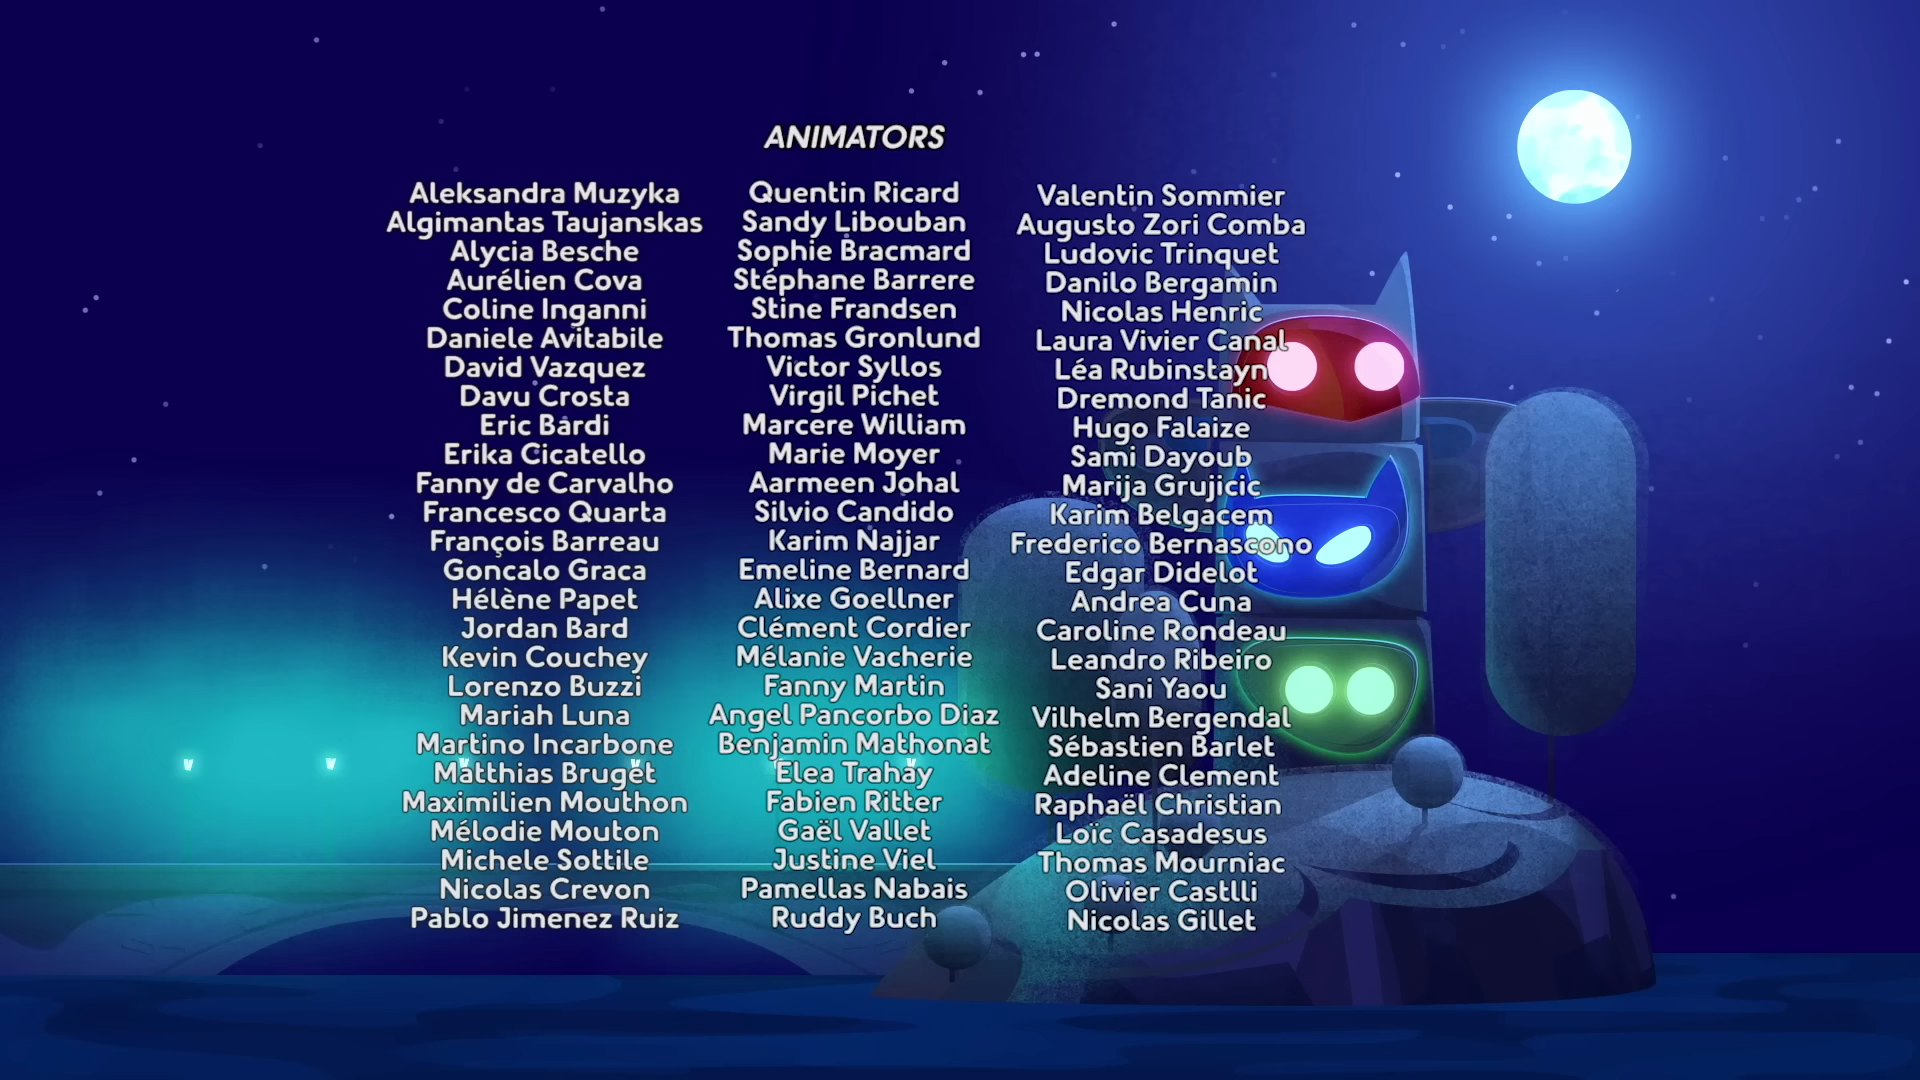 ANIMATORS
Aleksandra Muzyka
Algimantas Taujanskas
Alycia Besche
Aurélien Cova
Coline Inganni
Daniele Avitabile
David Vazquez
Davu Crosta
Eric Bardi
Erika Cicatello
Fanny de Carvalho
Francesco Quarta
François Barreau
Goncalo Graca
Hélène Papet
Jordan Bard
Kevin Couchey
Lorenzo Buzzi
Mariah Luna
Martino Incarbone
Matthias Bruget
Maximilien Mouthon
Mélodie Mouton
Michele Sottile
Nicolas Crevon
Pablo Jimenez Ruiz
Quentin Ricard
Sandy Libouban
Sophie Bracmard
Stéphane Barrere
Stine Frandsen
Thomas Gronlund
Victor Syllos
Virgil Pichet
Marcere William
Marie Moyer
Aarmeen Johal
Silvio Candido
Karim Najjar
Emeline Bernard
Alixe Goellner
Clément Cordier
Mélanie Vacherie
Fanny Martin
Angel Pancorbo Diaz
Benjamin Mathonat
Elea Trahay
Fabien Ritter
Gaël Vallet
Justine Viel
Pamellas Nabais
Ruddy Buch
Valentin Sommier
Augusto Zori Comba
Ludovic Trinquet
Danilo Bergamin
Nicolas Henric
Laura Vivier Canal
Léa Rubinstayn
Dremond Tanic
Hugo Falaize
Sami Dayoub
Marija Grujicic
Karim Belgacem
Frederico Bernascono
Edgar Didelot
Andrea Cuna
Caroline Rondeau
Leandro Ribeiro
Sani Yaou
Vilhelm Bergendal
Sébastien Barlet
Adeline Clement
Raphaël Christian
Loïc Casadesus
Thomas Mourniac
Olivier Castlli
Nicolas Gillet